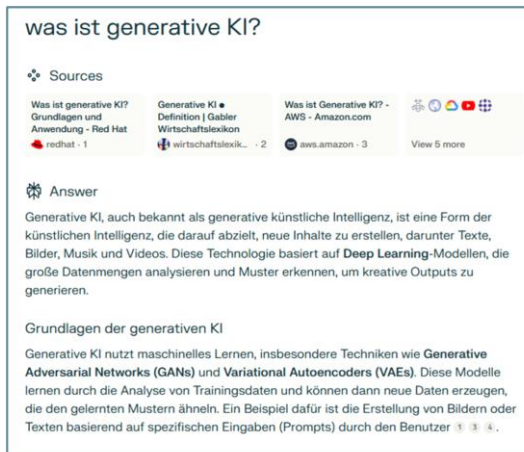 was ist generative KI?
Sources
Was ist generative KI?
Grundlagen und
Anwendung - Red Hat
redhat · 1
Generative KI •
Definition | Gabler
Wirtschaftslexikon
wirtschaftslexik... · 2
Was ist Generative KI? -
AWS - Amazon.com
aws.amazon · 3
View 5 more
Answer
Generative KI, auch bekannt als generative künstliche Intelligenz, ist eine Form der
künstlichen Intelligenz, die darauf abzielt, neue Inhalte zu erstellen, darunter Texte,
Bilder, Musik und Videos. Diese Technologie basiert auf Deep Learning-Modellen, die
große Datenmengen analysieren und Muster erkennen, um kreative Outputs zu
generieren.
Grundlagen der generativen KI
Generative KI nutzt maschinelles Lernen, insbesondere Techniken wie Generative
Adversarial Networks (GANs) und Variational Autoencoders (VAEs). Diese Modelle
lernen durch die Analyse von Trainingsdaten und können dann neue Daten erzeugen,
die den gelernten Mustern ähneln. Ein Beispiel dafür ist die Erstellung von Bildern oder
Texten basierend auf spezifischen Eingaben (Prompts) durch den Benutzer 1 3 4 .